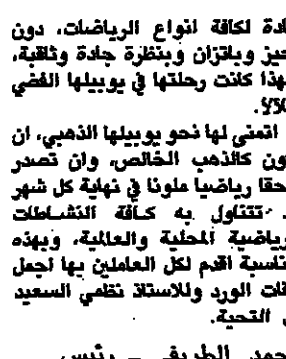 ادة لكافة انواع الرياضات، دون
حيز وباتزان وبنظرة جادة وثاقبة،
هذا كانت رحلتها في يوبيلها الفضي
اتمنى لها نحو يوبيلها الذهبي، ان
ون كالذهب الخالص، وان تصدر
حقا رياضيا ملونا في نهاية كل شهر
تتناول به كافة النشاطات
رياضية المحلية والعالمية، وبهذه
ناسبة اقدم لكل العاملين بها اجمل
قات الورد وللاستاذ نظمي السعيد
التحية.
حمد الطريفي — رئيس